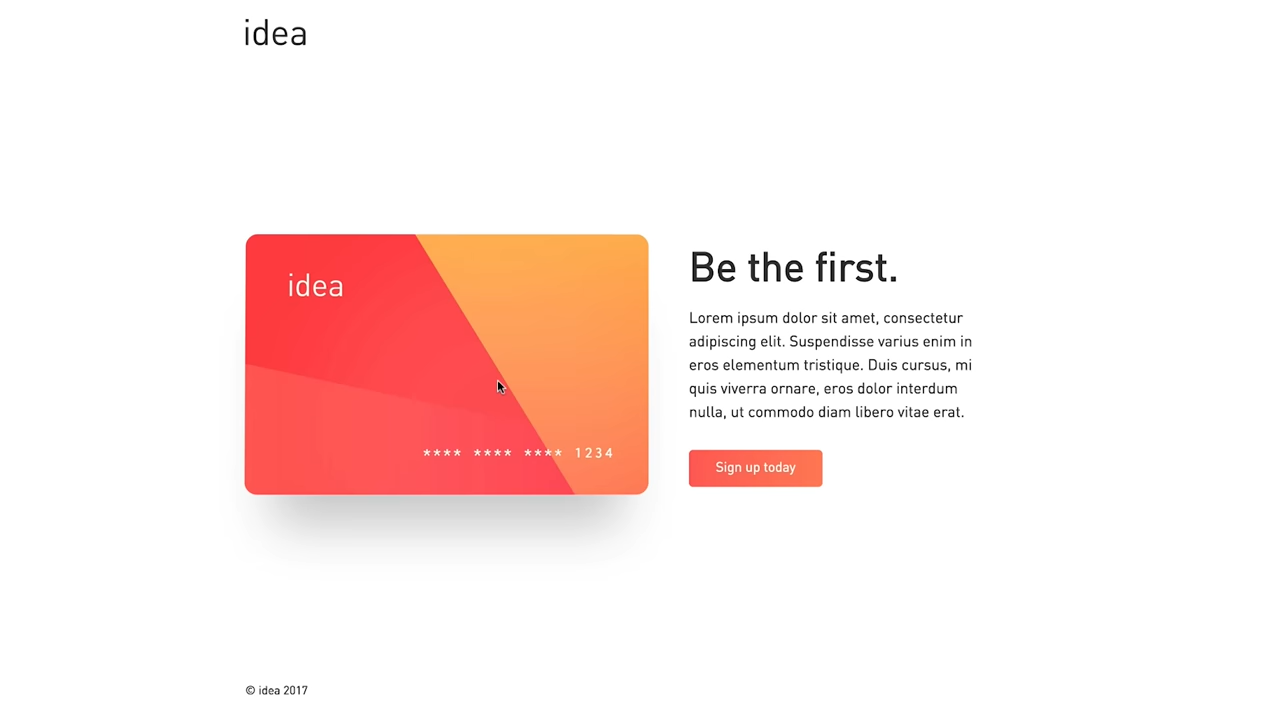 idea
idea
**** **** **** 1234
Be the first.
Lorem ipsum dolor sit amet, consectetur
adipiscing elit. Suspendisse varius enim in
eros elementum tristique. Duis cursus, mi
quis viverra ornare, eros dolor interdum
nulla, ut commodo diam libero vitae erat.
Sign up today
© idea 2017